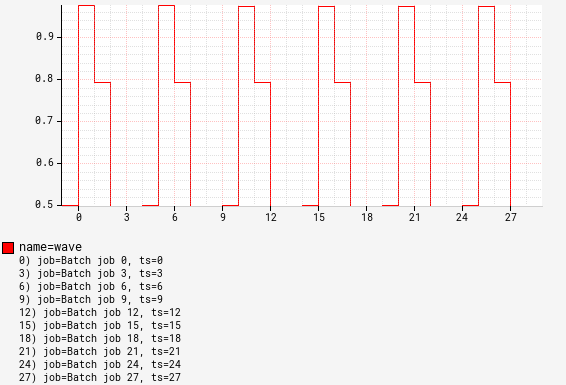 0.9
0.8
0.7
0.6
0.5
0 3 6 9 12 15 18 21 24 27
name=wave
0) job=Batch job 0, ts=0
3) job=Batch job 3, ts=3
6) job=Batch job 6, ts=6
9) job=Batch job 9, ts=9
12) job=Batch job 12, ts=12
15) job=Batch job 15, ts=15
18) job=Batch job 18, ts=18
21) job=Batch job 21, ts=21
24) job=Batch job 24, ts=24
27) job=Batch job 27, ts=27